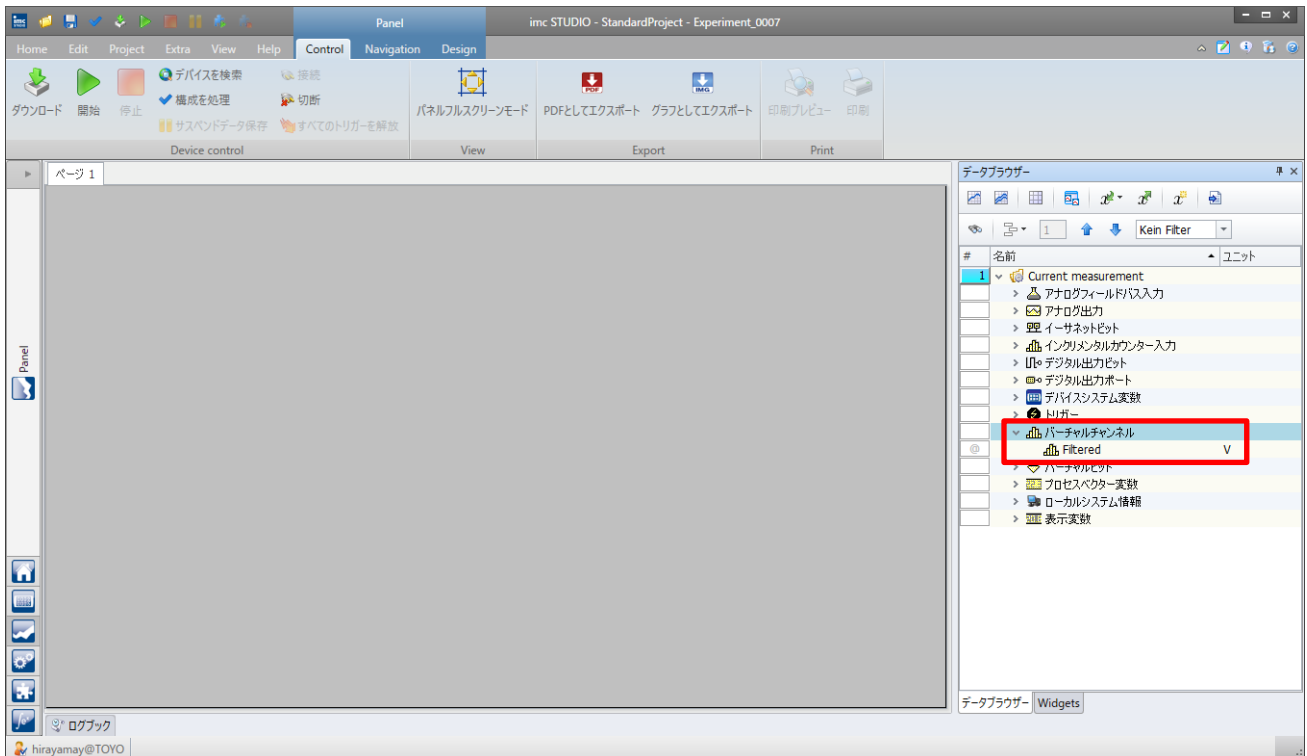 imc
Panel
imc STUDIO - StandardProject - Experiment_0007
Home Edit Project Extra View Help Control Navigation Design
ダウンロード 開始 停止
デバイスを検索
構成を処理
サスペンドデータ保存
接続
切断
すべてのトリガーを解放
パネルフルスクリーンモード
PDF
PDFとしてエクスポート
IMG
グラフとしてエクスポート
印刷プレビュー 印刷
Device control View Export Print
ページ 1
データブラウザー
1 Kein Filter
# 名前 ユニット
1 Current measurement
アナログフィールドバス入力
アナログ出力
イーサネットビット
インクリメンタルカウンター入力
デジタル出力ビット
デジタル出力ポート
デバイスシステム変数
トリガー
バーチャルチャンネル
@ Filtered V
バーチャルビット
プロセスベクター変数
ローカルシステム情報
表示変数
Panel
データブラウザー Widgets
ログブック
hirayamay@TOYO